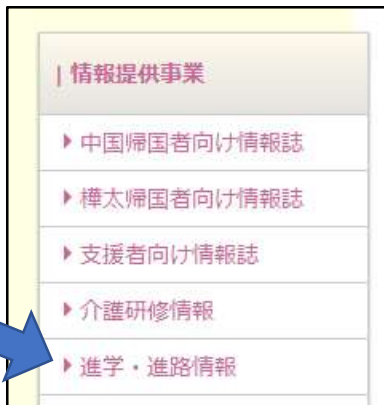 | 情報提供事業
中国帰国者向け情報誌
樺太帰国者向け情報誌
支援者向け情報誌
介護研修情報
進学・進路情報